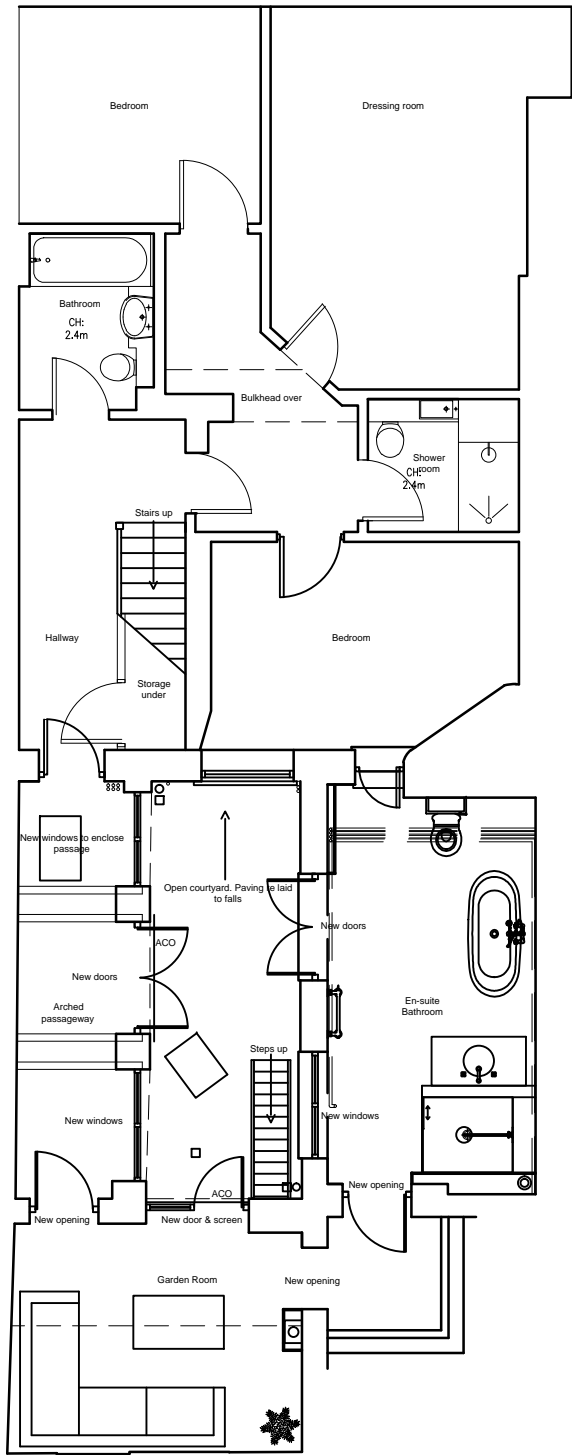 Bedroom
Dressing room
Bathroom
CH:
2.4m
Bulkhead over
Shower
room
CH:
2.4m
Stairs up
Hallway
Bedroom
Storage
under
New windows to enclose
passage
Open courtyard. Paving re laid
to falls
New doors
ACO
New doors
Arched
passageway
En-suite
Bathroom
Steps up
New windows
New windows
New opening
ACO
New opening
New door & screen
Garden Room
New opening